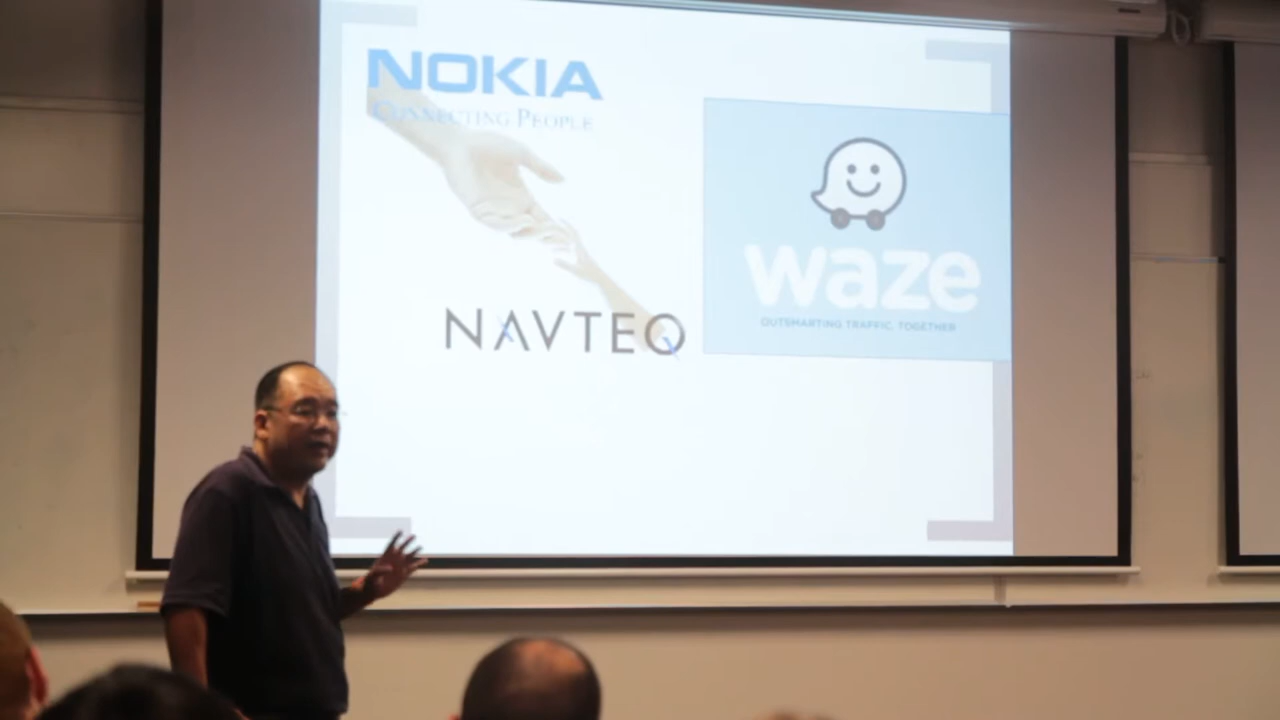 NOKIA
CONNECTING PEOPLE
NAVTEQ
waze
OUTSMARTING TRAFFIC, TOGETHER